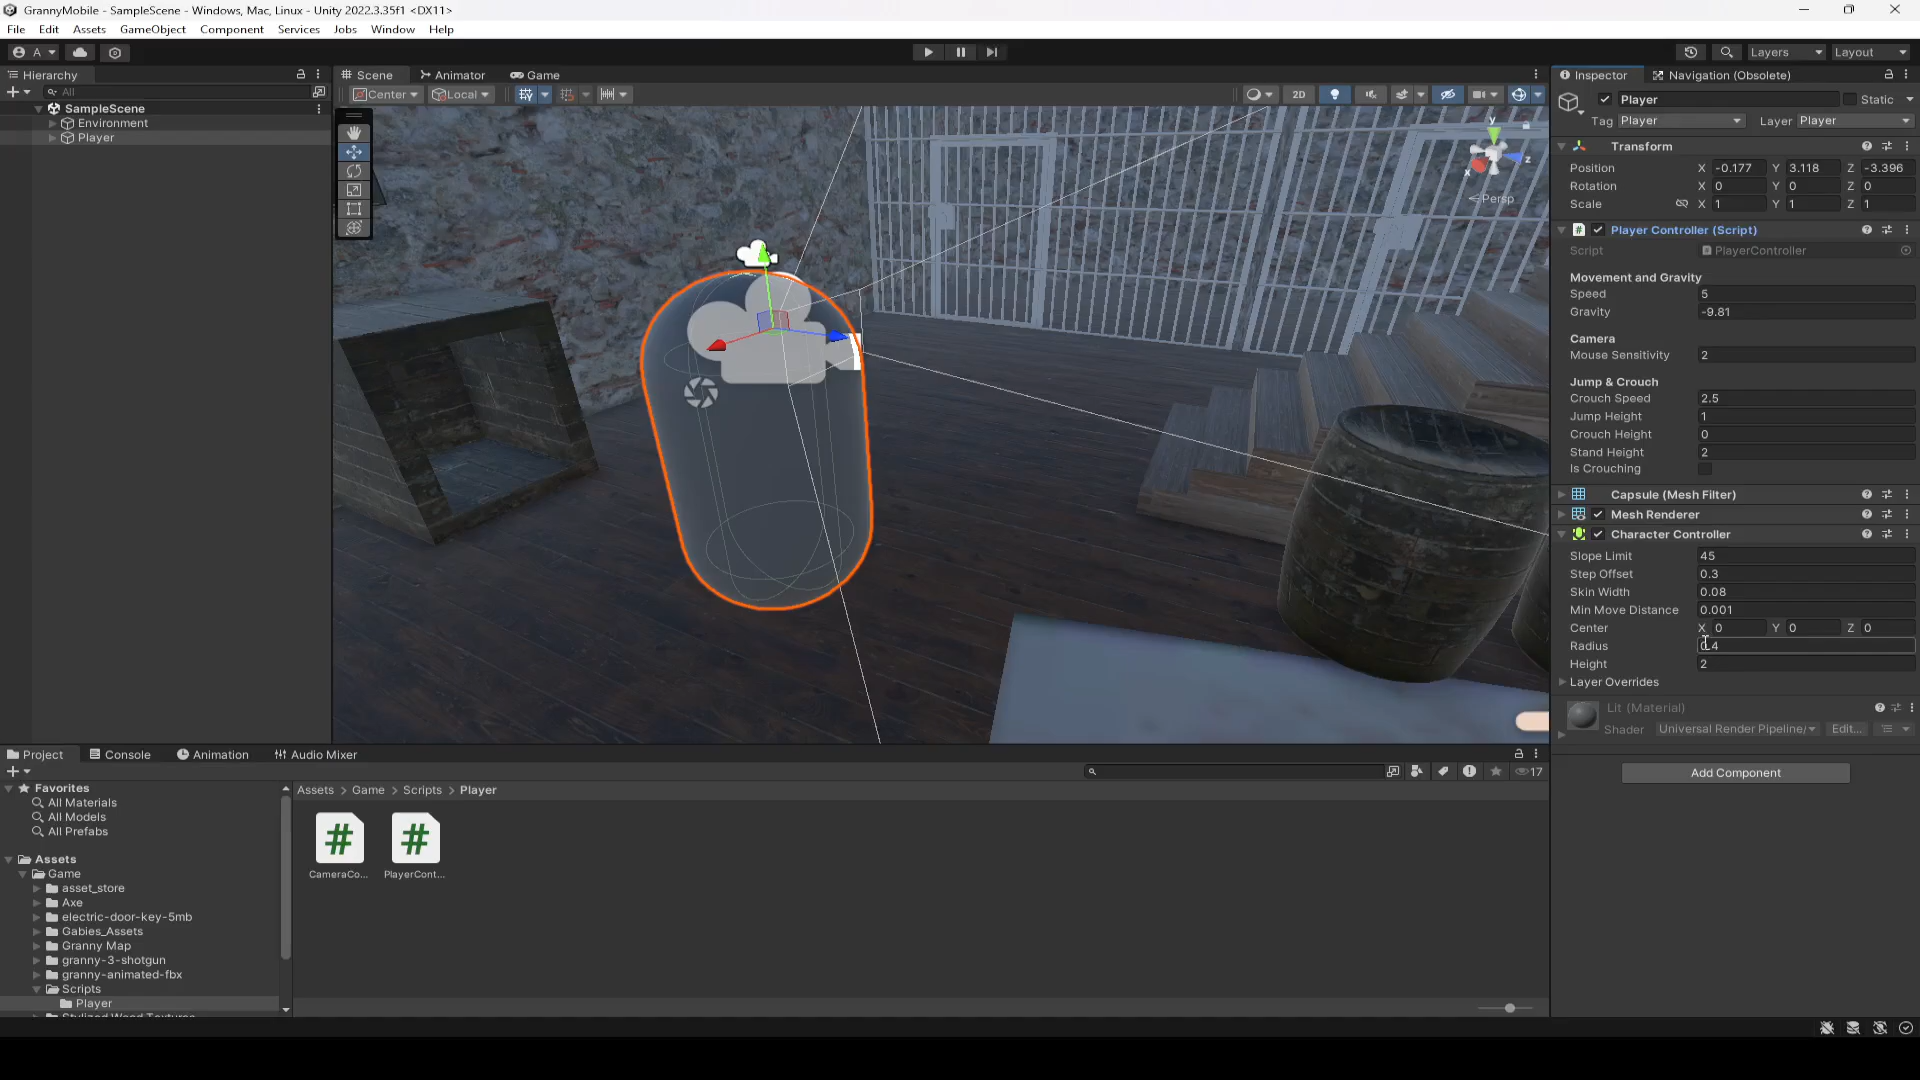 GrannyMobile - SampleScene - Windows, Mac, Linux - Unity 2022.3.35f1 <DX11>
File Edit Assets GameObject Component Services Jobs Window Help
A Layers Layout
Hierarchy
All
SampleScene
Environment
Player
Scene Animator Game
Center Local 2D
y
x
z
Persp
Inspector Navigation (Obsolete)
Player Static
Tag Player Layer Player
Transform
Position X -0.177 Y 3.118 Z -3.396
Rotation X 0 Y 0 Z 0
Scale X 1 Y 1 Z 1
# Player Controller (Script)
Script PlayerController
Movement and Gravity
Speed 5
Gravity -9.81
Camera
Mouse Sensitivity 2
Jump & Crouch
Crouch Speed 2.5
Jump Height 1
Crouch Height 0
Stand Height 2
Is Crouching
Capsule (Mesh Filter)
Mesh Renderer
Character Controller
Slope Limit 45
Step Offset 0.3
Skin Width 0.08
Min Move Distance 0.001
Center X 0 Y 0 Z 0
Radius 0.4
Height 2
Layer Overrides
Lit (Material)
Shader Universal Render Pipeline/ Edit...
Add Component
Project Console Animation Audio Mixer
17
Favorites
All Materials
All Models
All Prefabs
Assets
Game
asset_store
Axe
electric-door-key-5mb
Gabies_Assets
Granny Map
granny-3-shotgun
granny-animated-fbx
Scripts
Player
Stylized Wood Textures
Assets > Game > Scripts > Player
# #
CameraCo... PlayerCont...